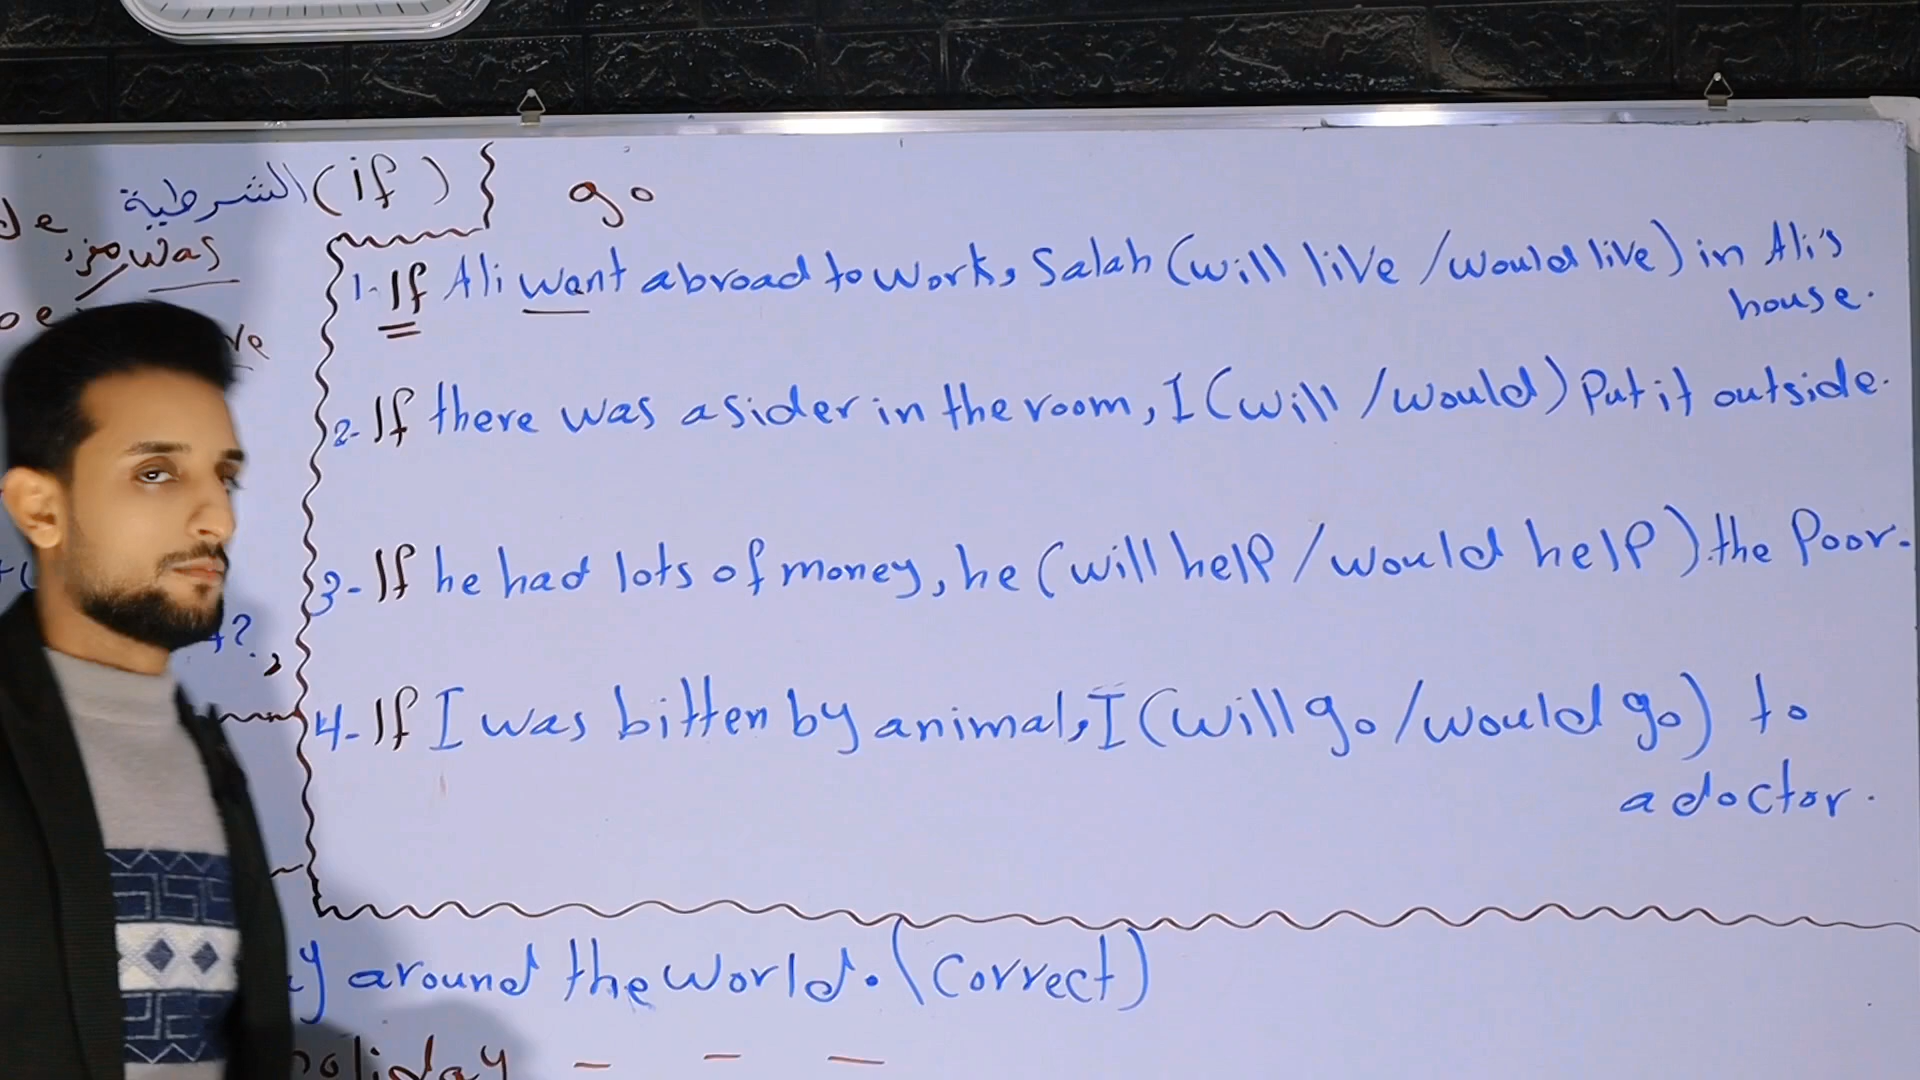 الشرطية (if)
go
was
1- If Ali want abroad to work, Salah (will live / would live) in Ali's
house.
2- If there was a sider in the room, I (will / would) Put it outside.
3- If he had lots of money, he (will help / would help) the Poor.
4- If I was bitten by animal, I (will go / would go) to
a doctor.
around the world. (Correct)
holiday